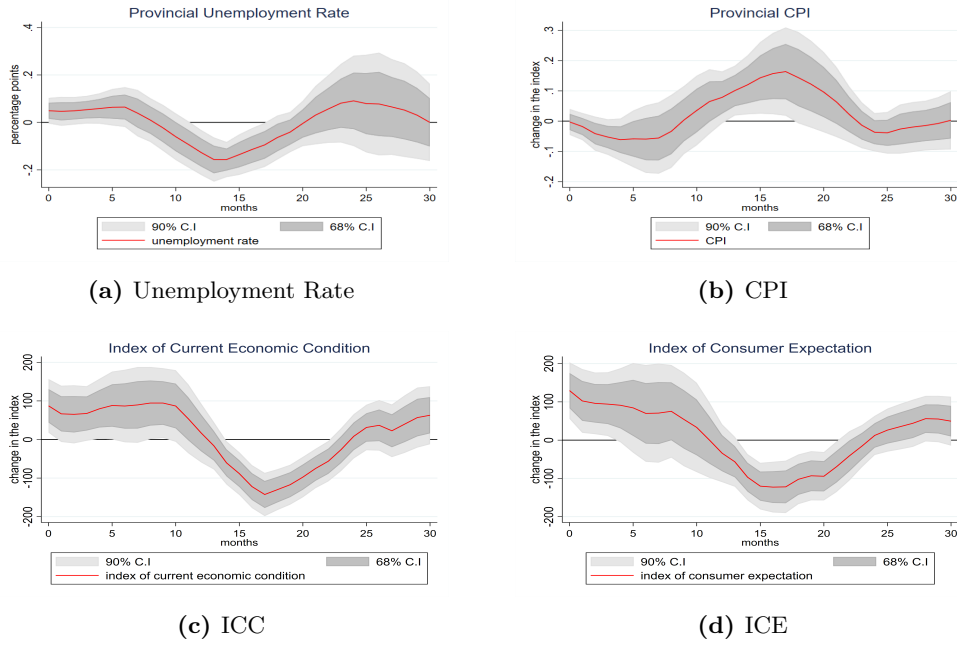 Provincial Unemployment Rate
percentage points
.4
.2
0
-.2
0 5 10 15 20 25 30
months
90% C.I 68% C.I
unemployment rate
(a) Unemployment Rate
Provincial CPI
change in the index
.3
.2
.1
0
-.1
-.2
0 5 10 15 20 25 30
months
90% C.I 68% C.I
CPI
(b) CPI
Index of Current Economic Condition
change in the index
200
100
0
-100
-200
0 5 10 15 20 25 30
months
90% C.I 68% C.I
index of current economic condition
(c) ICC
Index of Consumer Expectation
change in the index
200
100
0
-100
-200
0 5 10 15 20 25 30
months
90% C.I 68% C.I
index of consumer expectation
(d) ICE